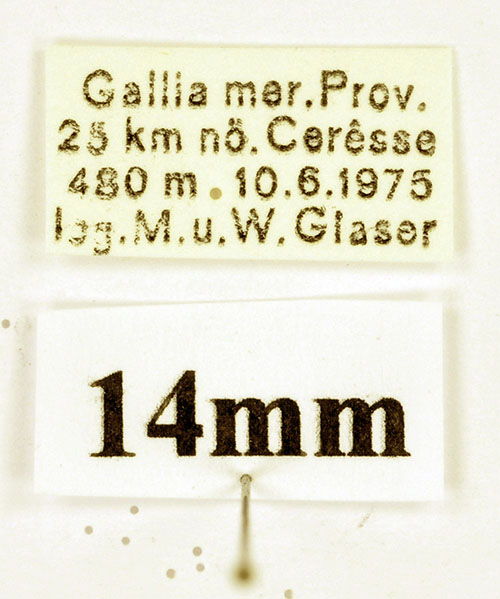 Gallia mer. Prov.
25 km nö. Cerêsse
480 m. 10.6.1975
leg. M. u. W. Glaser
14mm